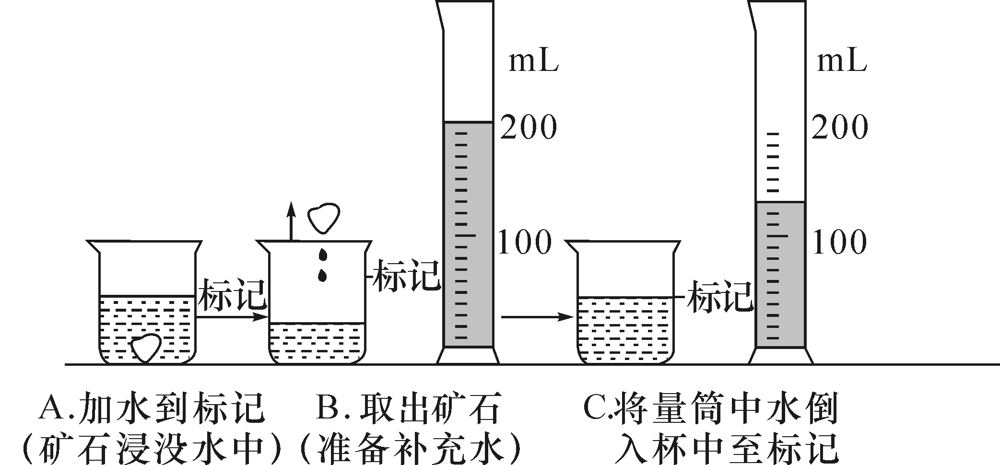 mL
200
100
mL
200
100
标记
标记
标记
A.加水到标记
(矿石浸没水中)
B.取出矿石
(准备补充水)
C.将量筒中水倒
入杯中至标记